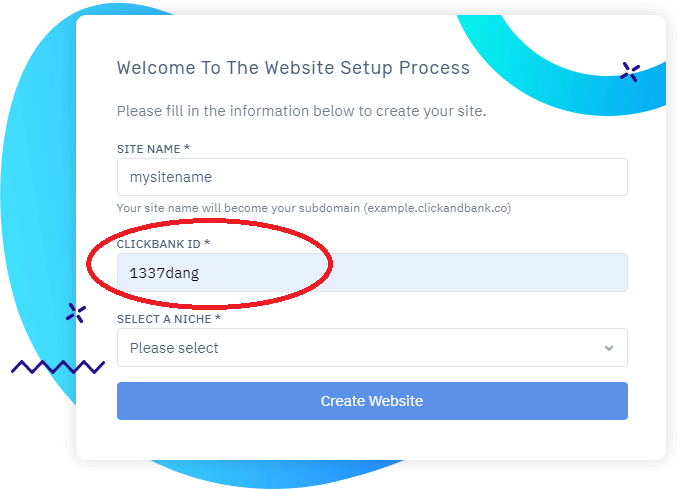 Welcome To The Website Setup Process
Please fill in the information below to create your site.
SITE NAME *
mysitename
Your site name will become your subdomain (example.clickandbank.co)
CLICKBANK ID *
1337dang
SELECT A NICHE *
Please select
Create Website